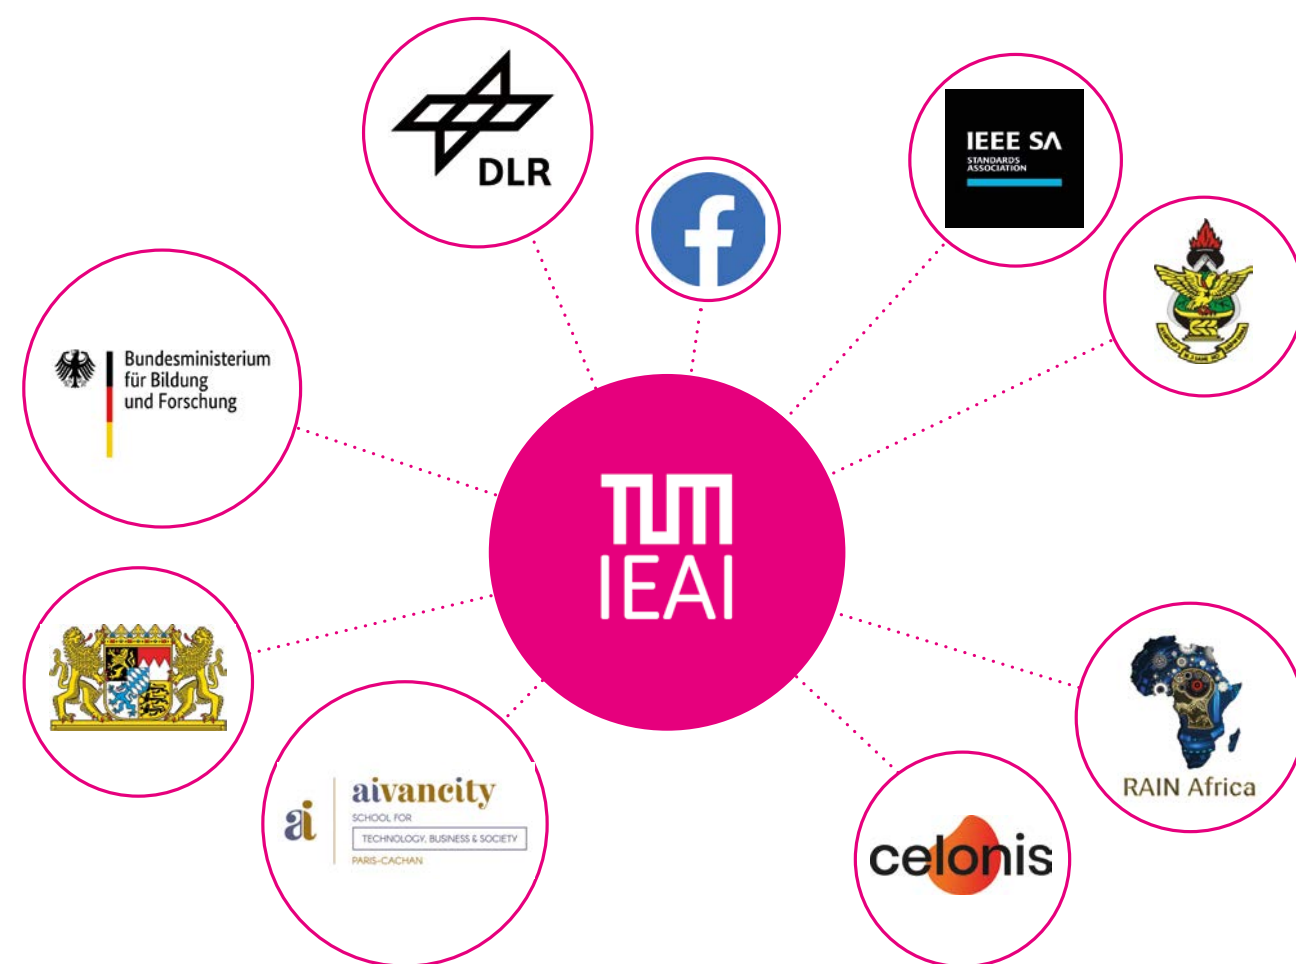 DLR
f
IEEE SA
STANDARDS
ASSOCIATION
Bundesministerium
für Bildung
und Forschung
TUM
IEAI
ai
aivancity
SCHOOL FOR
TECHNOLOGY, BUSINESS & SOCIETY
PARIS-CACHAN
celonis
RAIN Africa